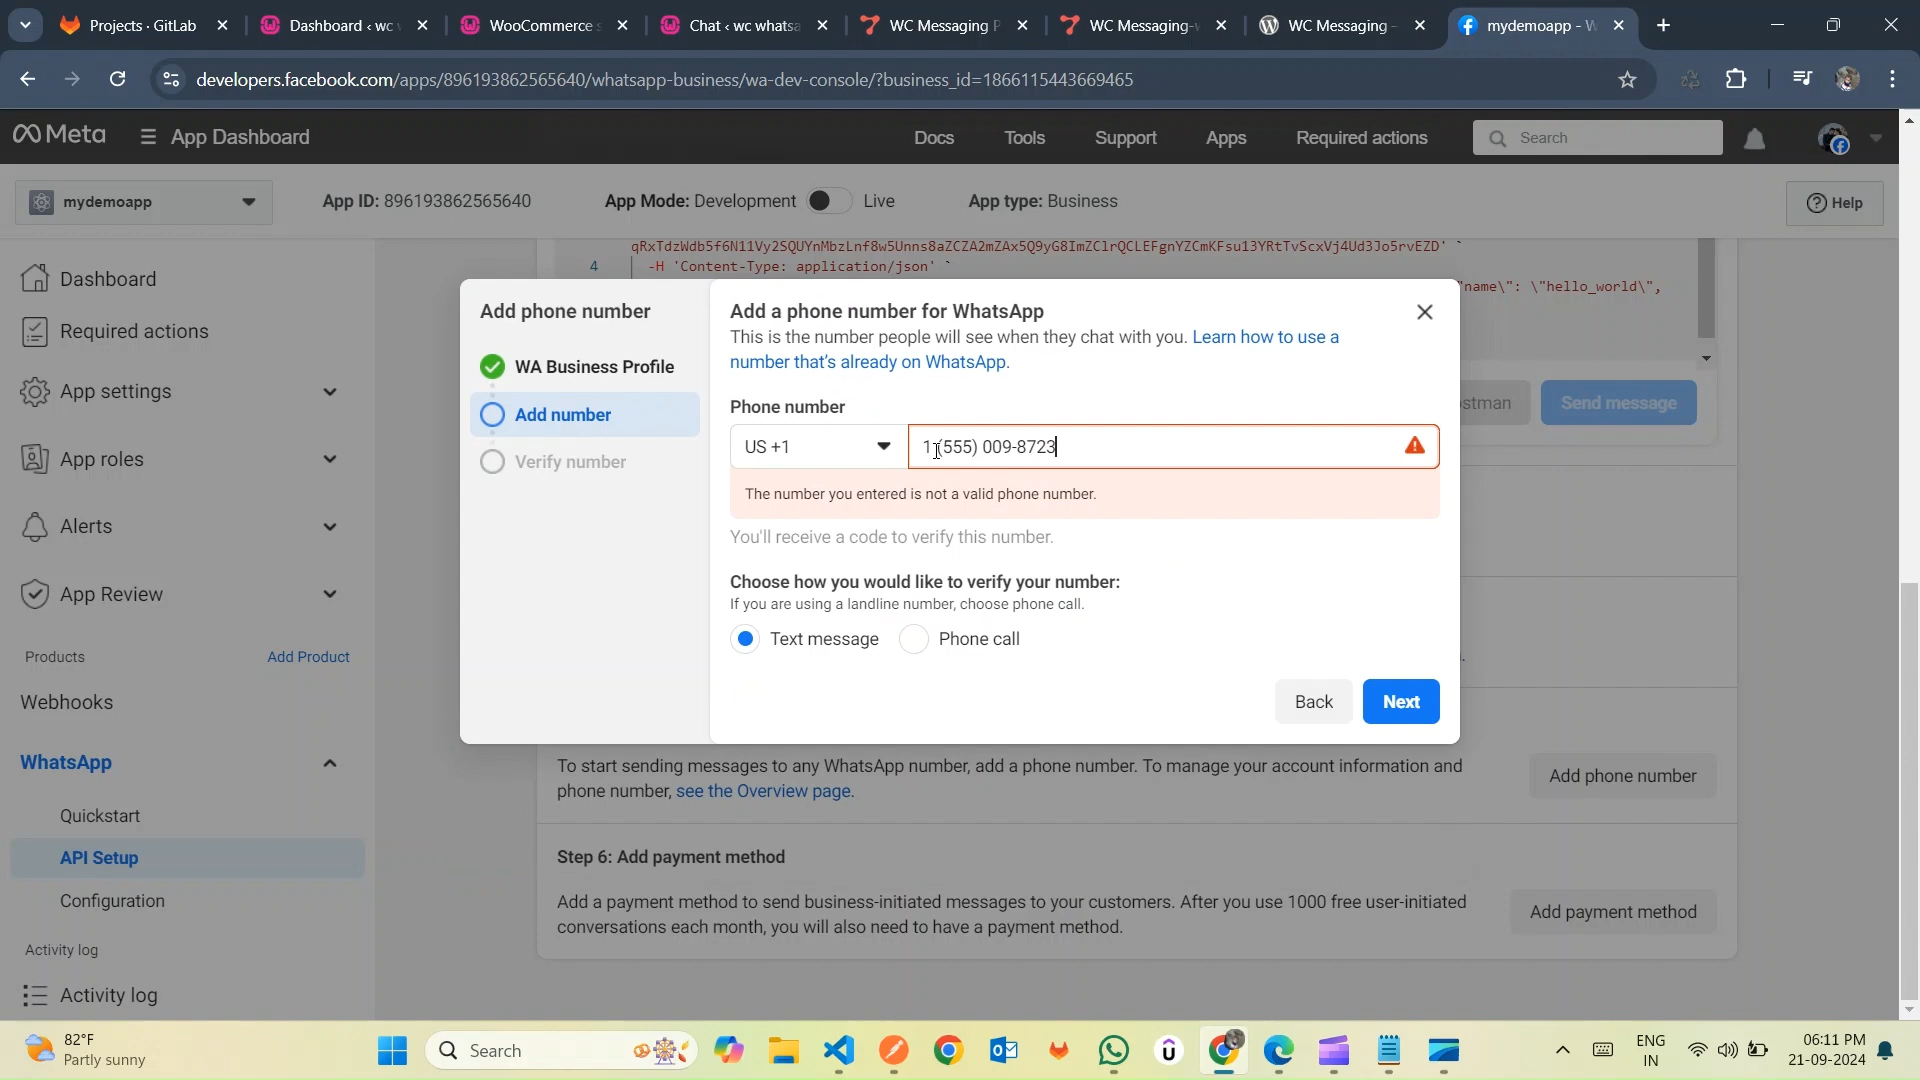 Projects · GitLab
Dashboard ‹ wc
WooCommerce s
Chat ‹ wc whatsa
WC Messaging P
WC Messaging-
WC Messaging -
mydemoapp - W
developers.facebook.com/apps/896193862565640/whatsapp-business/wa-dev-console/?business_id=1866115443669465
Meta
App Dashboard
Docs
Tools
Support
Apps
Required actions
Search
mydemoapp
App ID: 896193862565640
App Mode: Development
Live
App type: Business
Help
Dashboard
Required actions
App settings
App roles
Alerts
App Review
Products
Add Product
Webhooks
WhatsApp
Quickstart
API Setup
Configuration
Activity log
Activity log
qRxTdzWdb5f6N11Vy2SQUYnMbzLnf8w5Unns8aZCZA2mZAx5Q9yG8ImZClrQCLEFgnYZCmKFsu13YRtTvScxVj4Ud3Jo5rvEZD' `
4 -H 'Content-Type: application/json' `
"name\": \"hello_world\",
stman
Send message
Add phone number
WA Business Profile
Add number
Verify number
Add a phone number for WhatsApp
This is the number people will see when they chat with you. Learn how to use a
number that's already on WhatsApp.
Phone number
US +1
1 (555) 009-8723
The number you entered is not a valid phone number.
You'll receive a code to verify this number.
Choose how you would like to verify your number:
If you are using a landline number, choose phone call.
Text message
Phone call
Back
Next
To start sending messages to any WhatsApp number, add a phone number. To manage your account information and
phone number, see the Overview page.
Add phone number
Step 6: Add payment method
Add a payment method to send business-initiated messages to your customers. After you use 1000 free user-initiated
conversations each month, you will also need to have a payment method.
Add payment method
82°F
Partly sunny
Search
ENG
IN
06:11 PM
21-09-2024